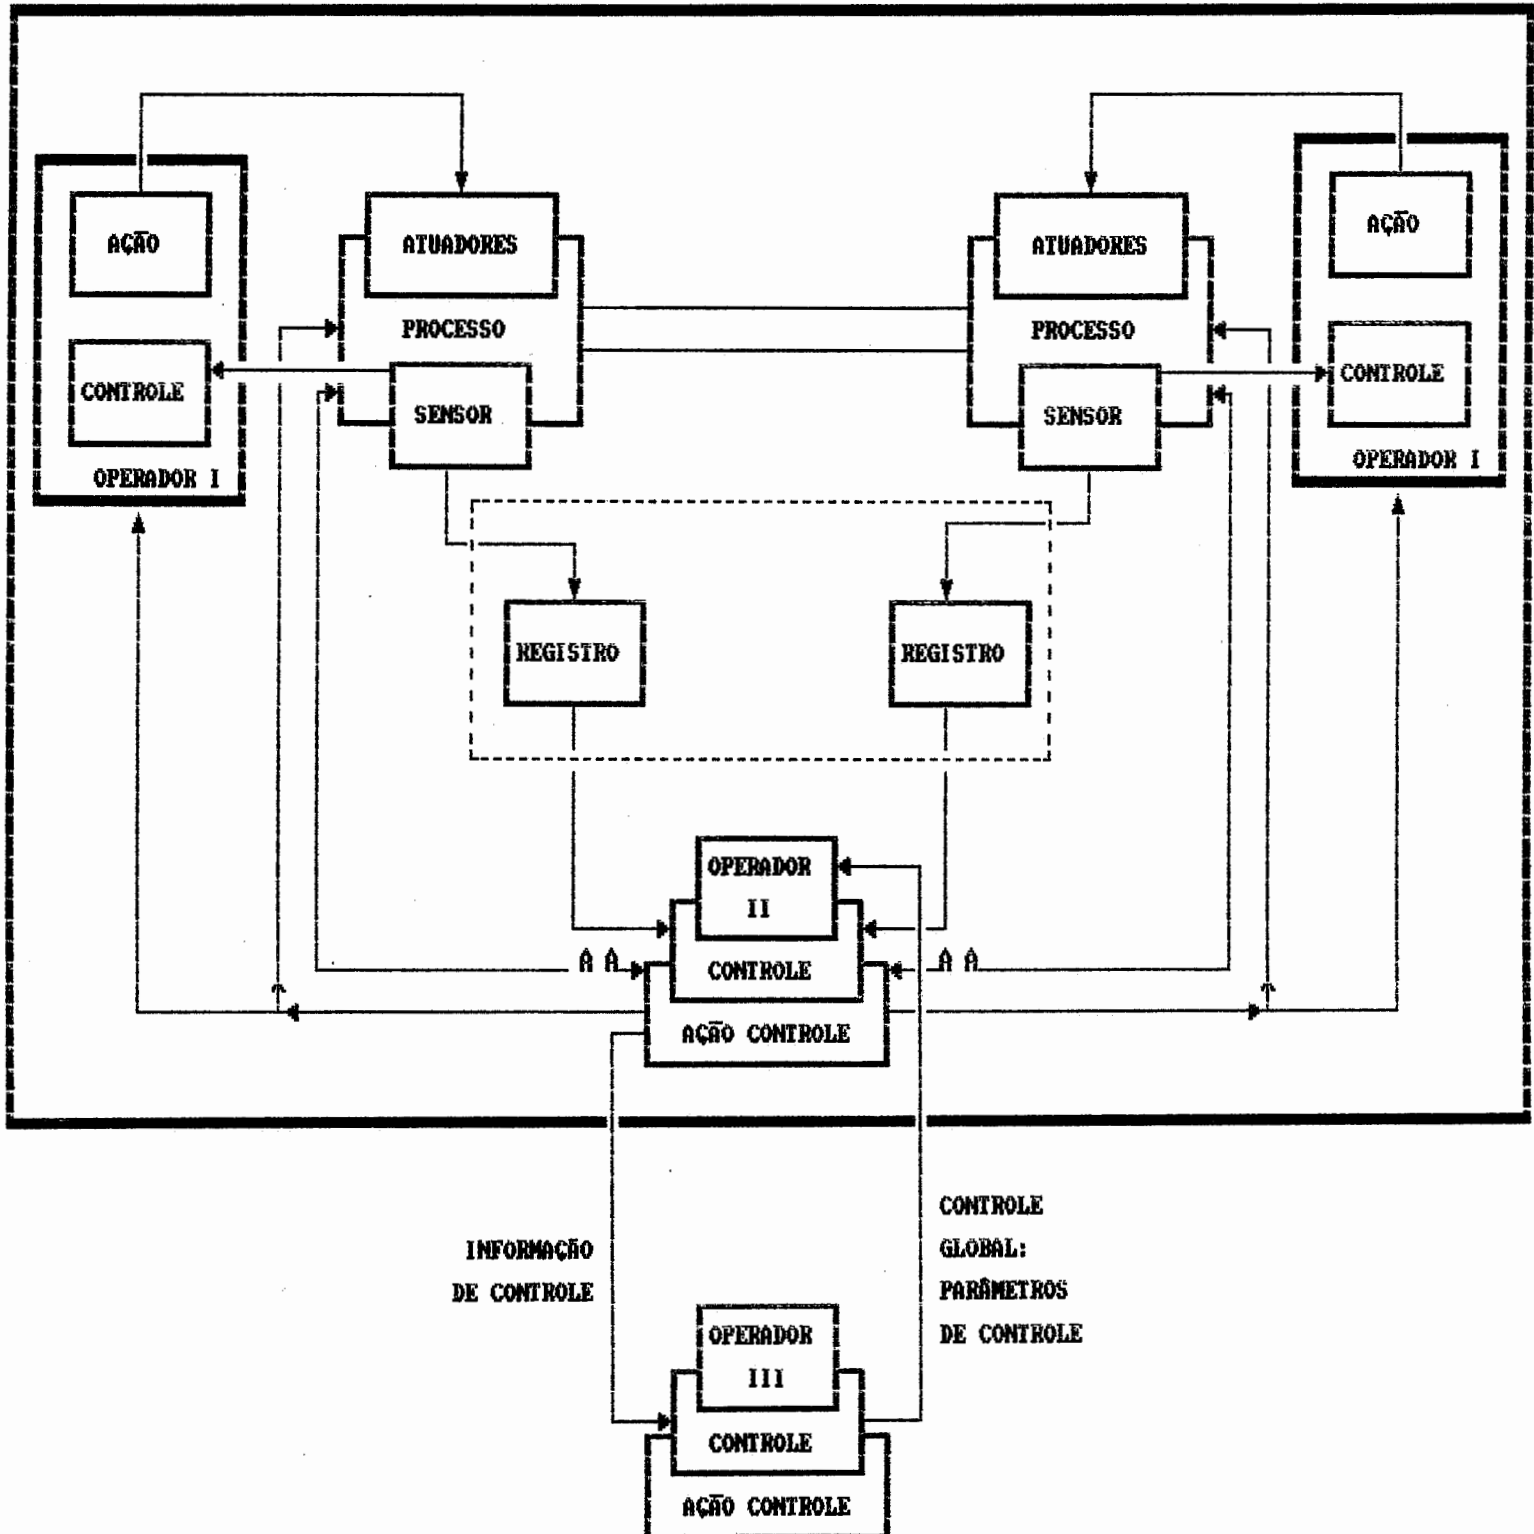 AÇÃO
ATUADORES
ATUADORES
AÇÃO
PROCESSO
PROCESSO
CONTROLE
SENSOR
SENSOR
CONTROLE
OPERADOR I
OPERADOR I
REGISTRO
REGISTRO
OPERADOR
II
A A
CONTROLE
A A
AÇÃO CONTROLE
INFORMAÇÃO
DE CONTROLE
CONTROLE
GLOBAL:
PARÂMETROS
DE CONTROLE
OPERADOR
III
CONTROLE
AÇÃO CONTROLE